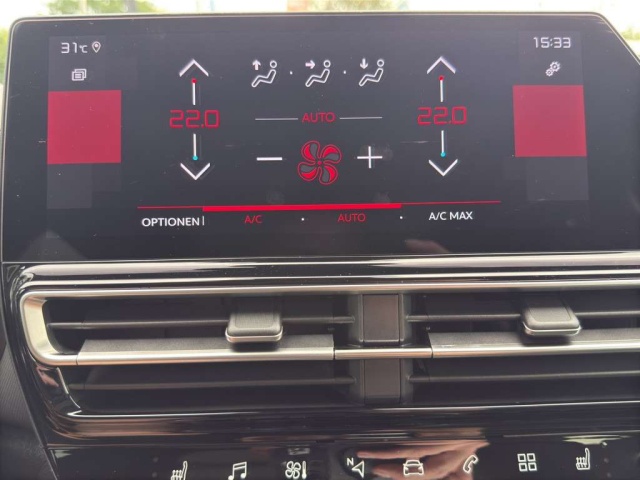 31°C 15:33
22.0 22.0
AUTO
OPTIONEN A/C AUTO A/C MAX
N